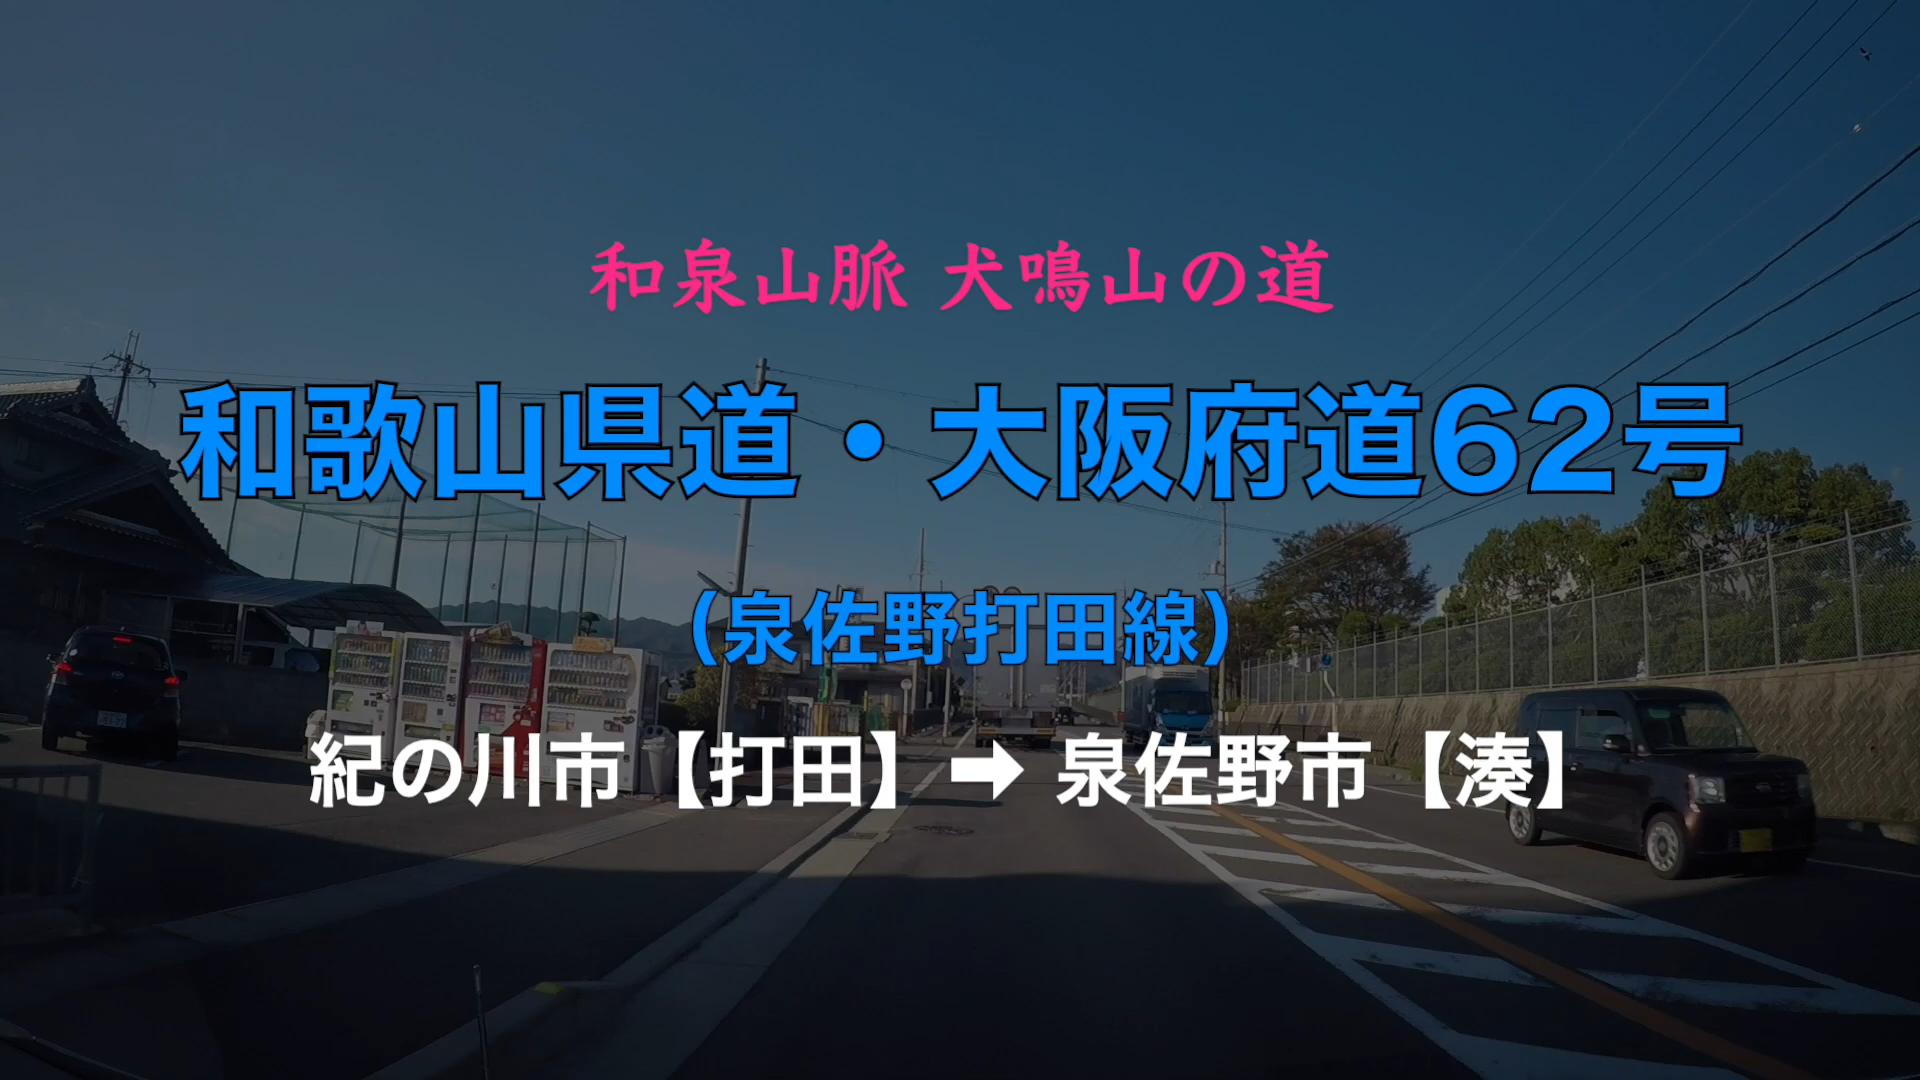 和泉山脈 犬鳴山の道
和歌山県道・大阪府道62号
(泉佐野打田線)
紀の川市【打田】➡泉佐野市【湊】